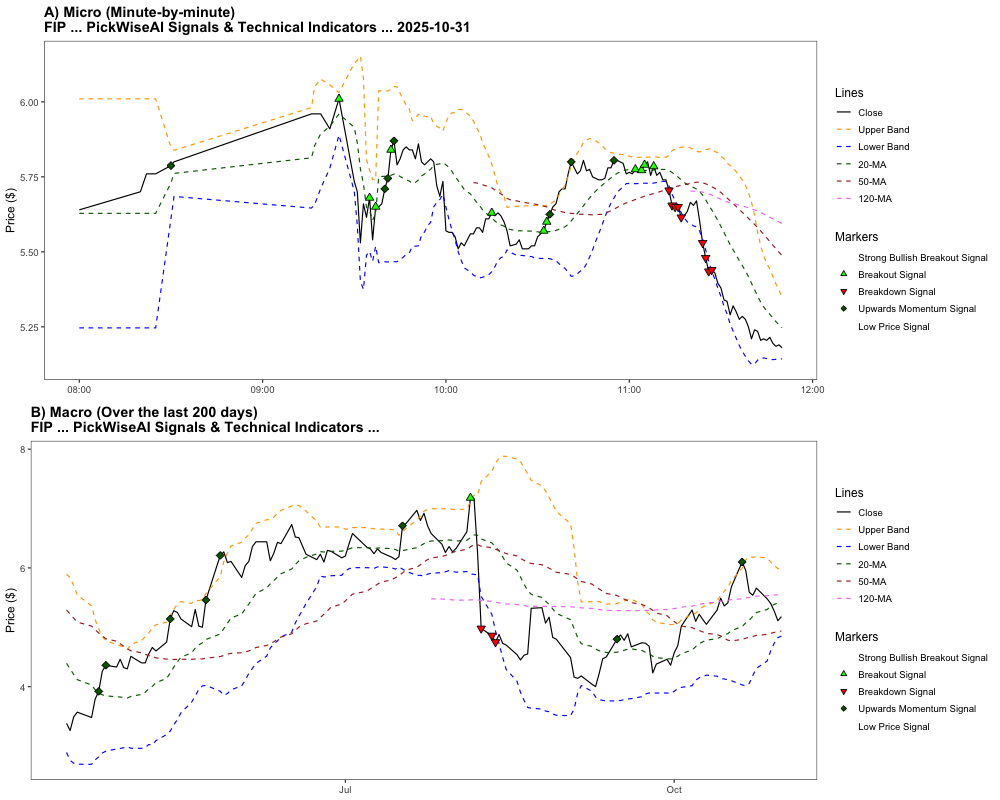 A) Micro (Minute-by-minute)
FIP ... PickWiseAI Signals & Technical Indicators ... 2025-10-31
Price ($)
6.00
5.75
5.50
5.25
08:00
09:00
10:00
11:00
12:00
Lines
Close
Upper Band
Lower Band
20-MA
50-MA
120-MA
Markers
Strong Bullish Breakout Signal
Breakout Signal
Breakdown Signal
Upwards Momentum Signal
Low Price Signal
B) Macro (Over the last 200 days)
FIP ... PickWiseAI Signals & Technical Indicators ...
Price ($)
8
6
4
Jul
Oct
Lines
Close
Upper Band
Lower Band
20-MA
50-MA
120-MA
Markers
Strong Bullish Breakout Signal
Breakout Signal
Breakdown Signal
Upwards Momentum Signal
Low Price Signal